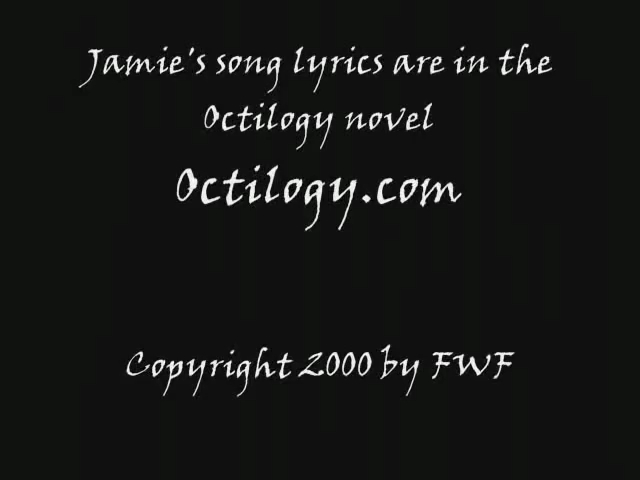 Jamie's song lyrics are in the
Octilogy novel
Octilogy.com
Copyright 2000 by FWF